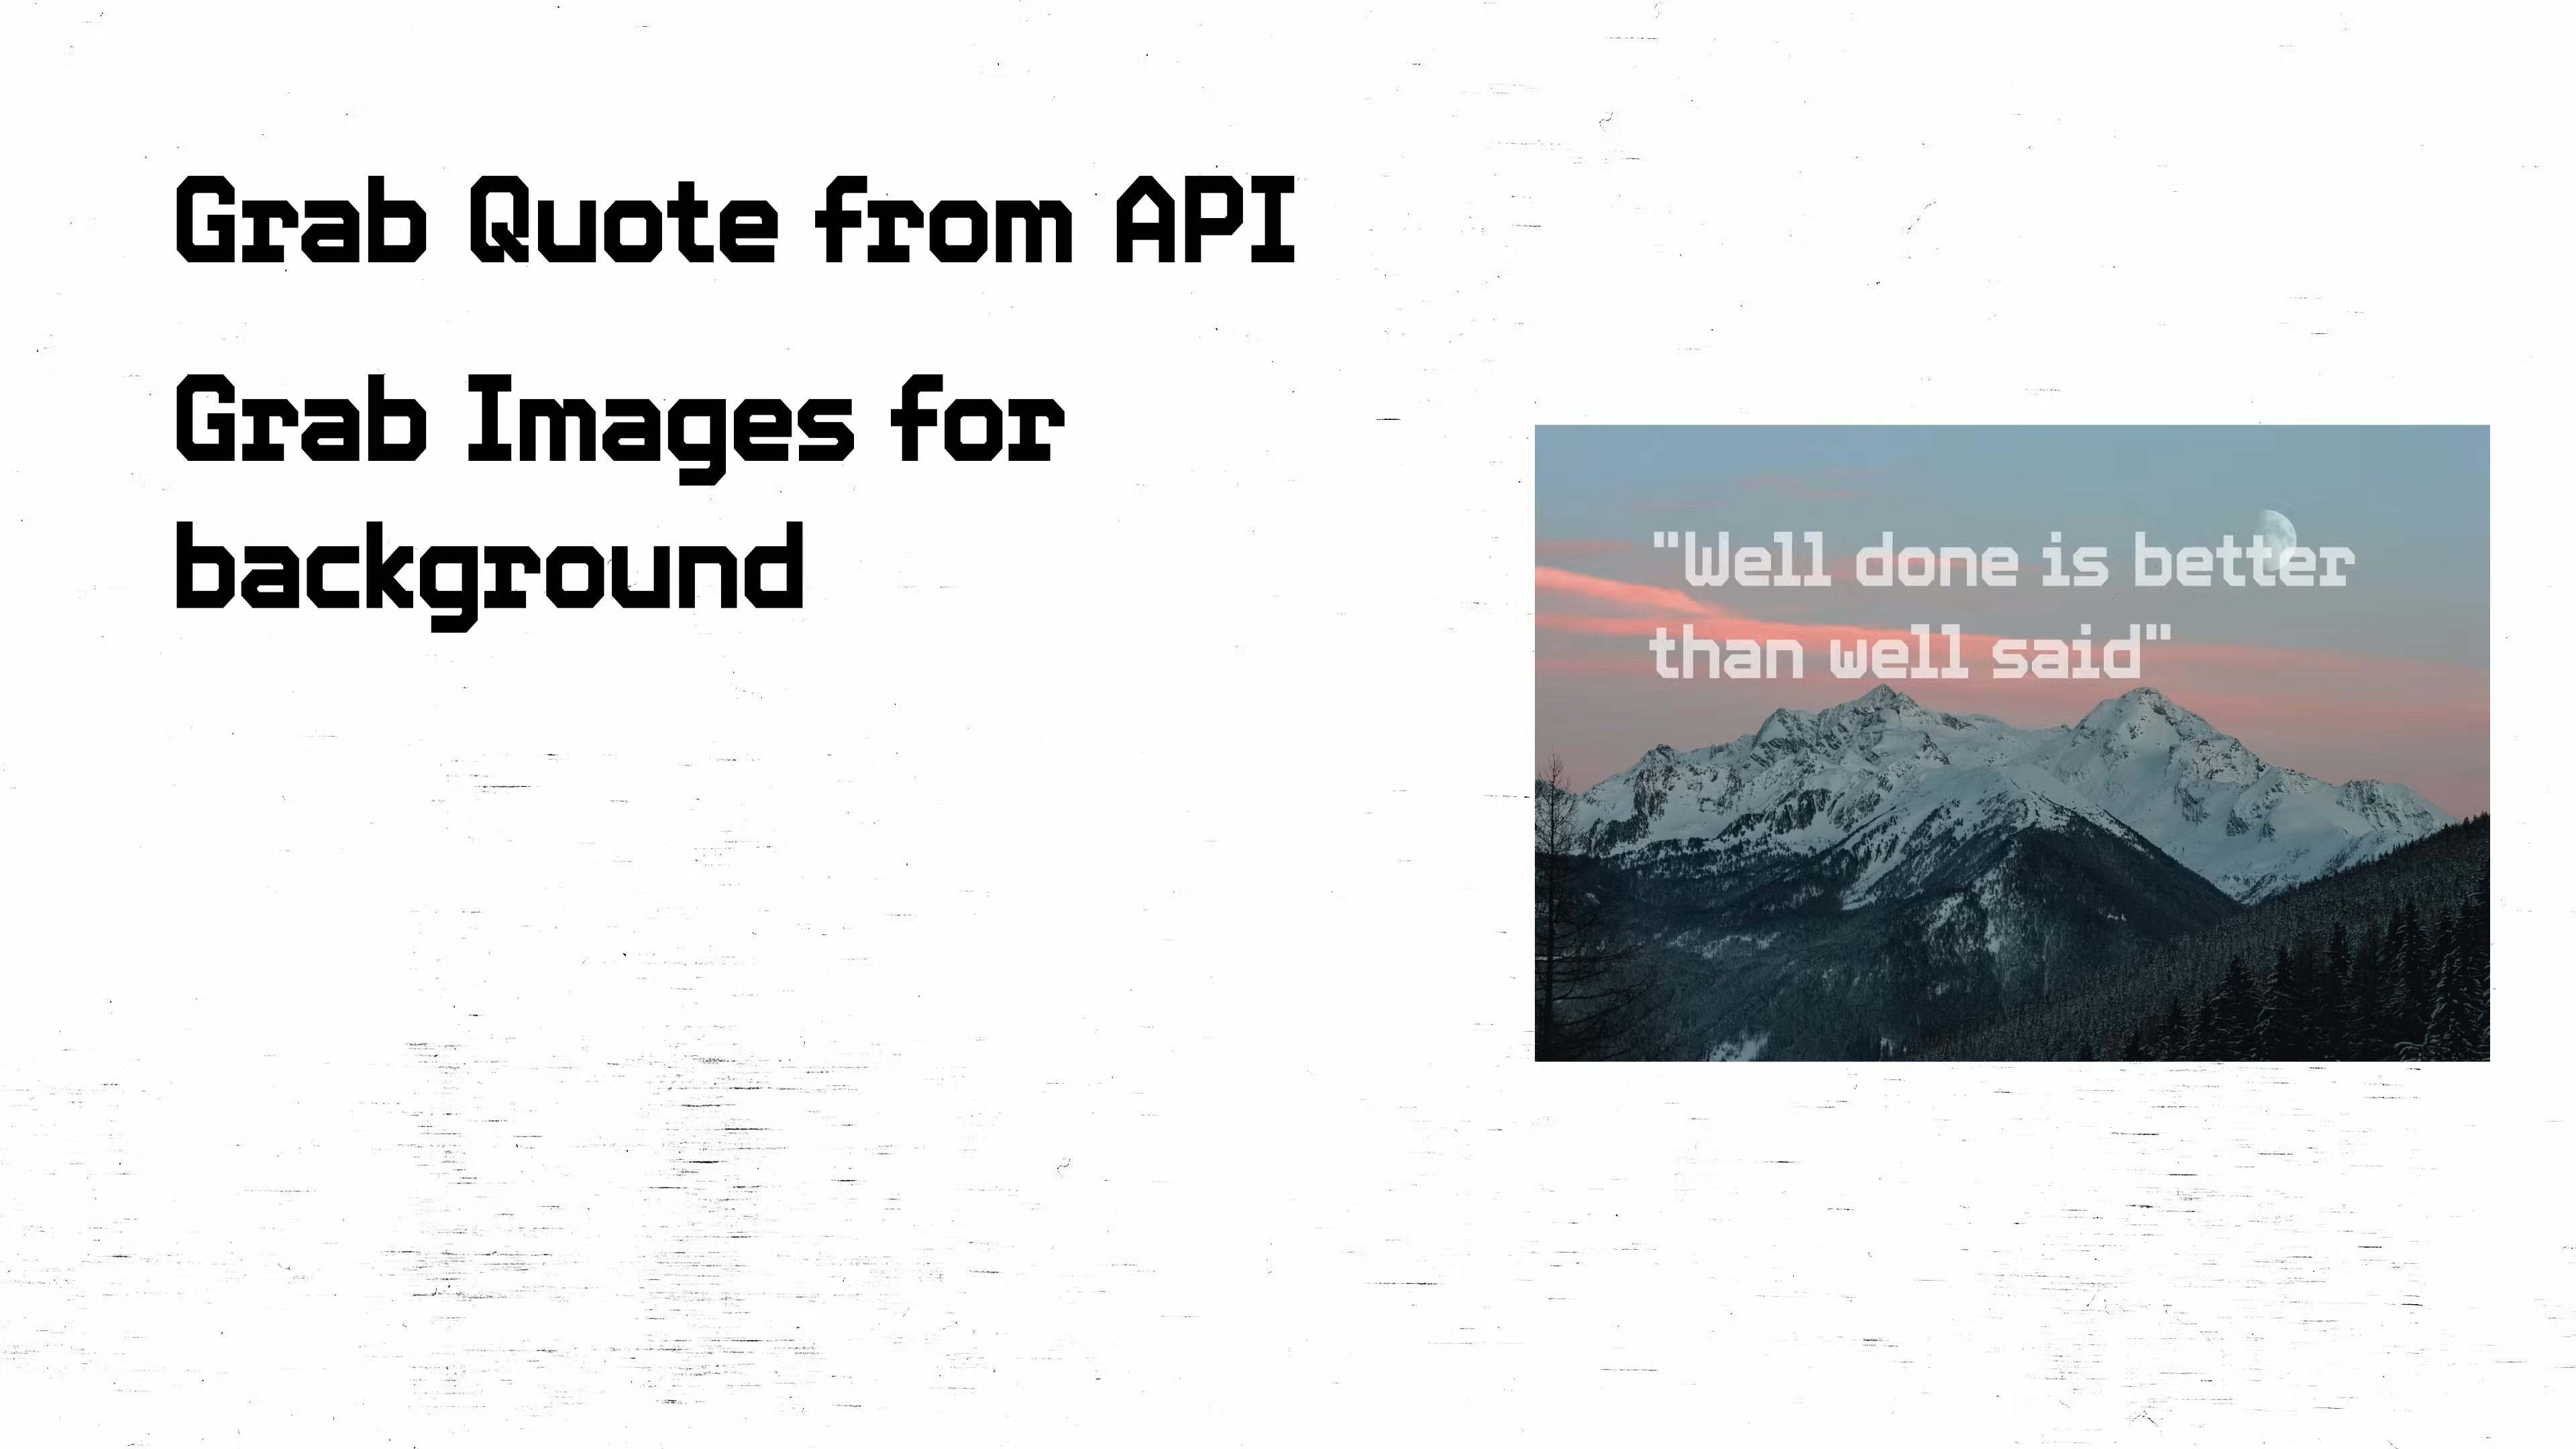 Grab Quote from API
Grab Images for
background
"Well done is better
than well said"